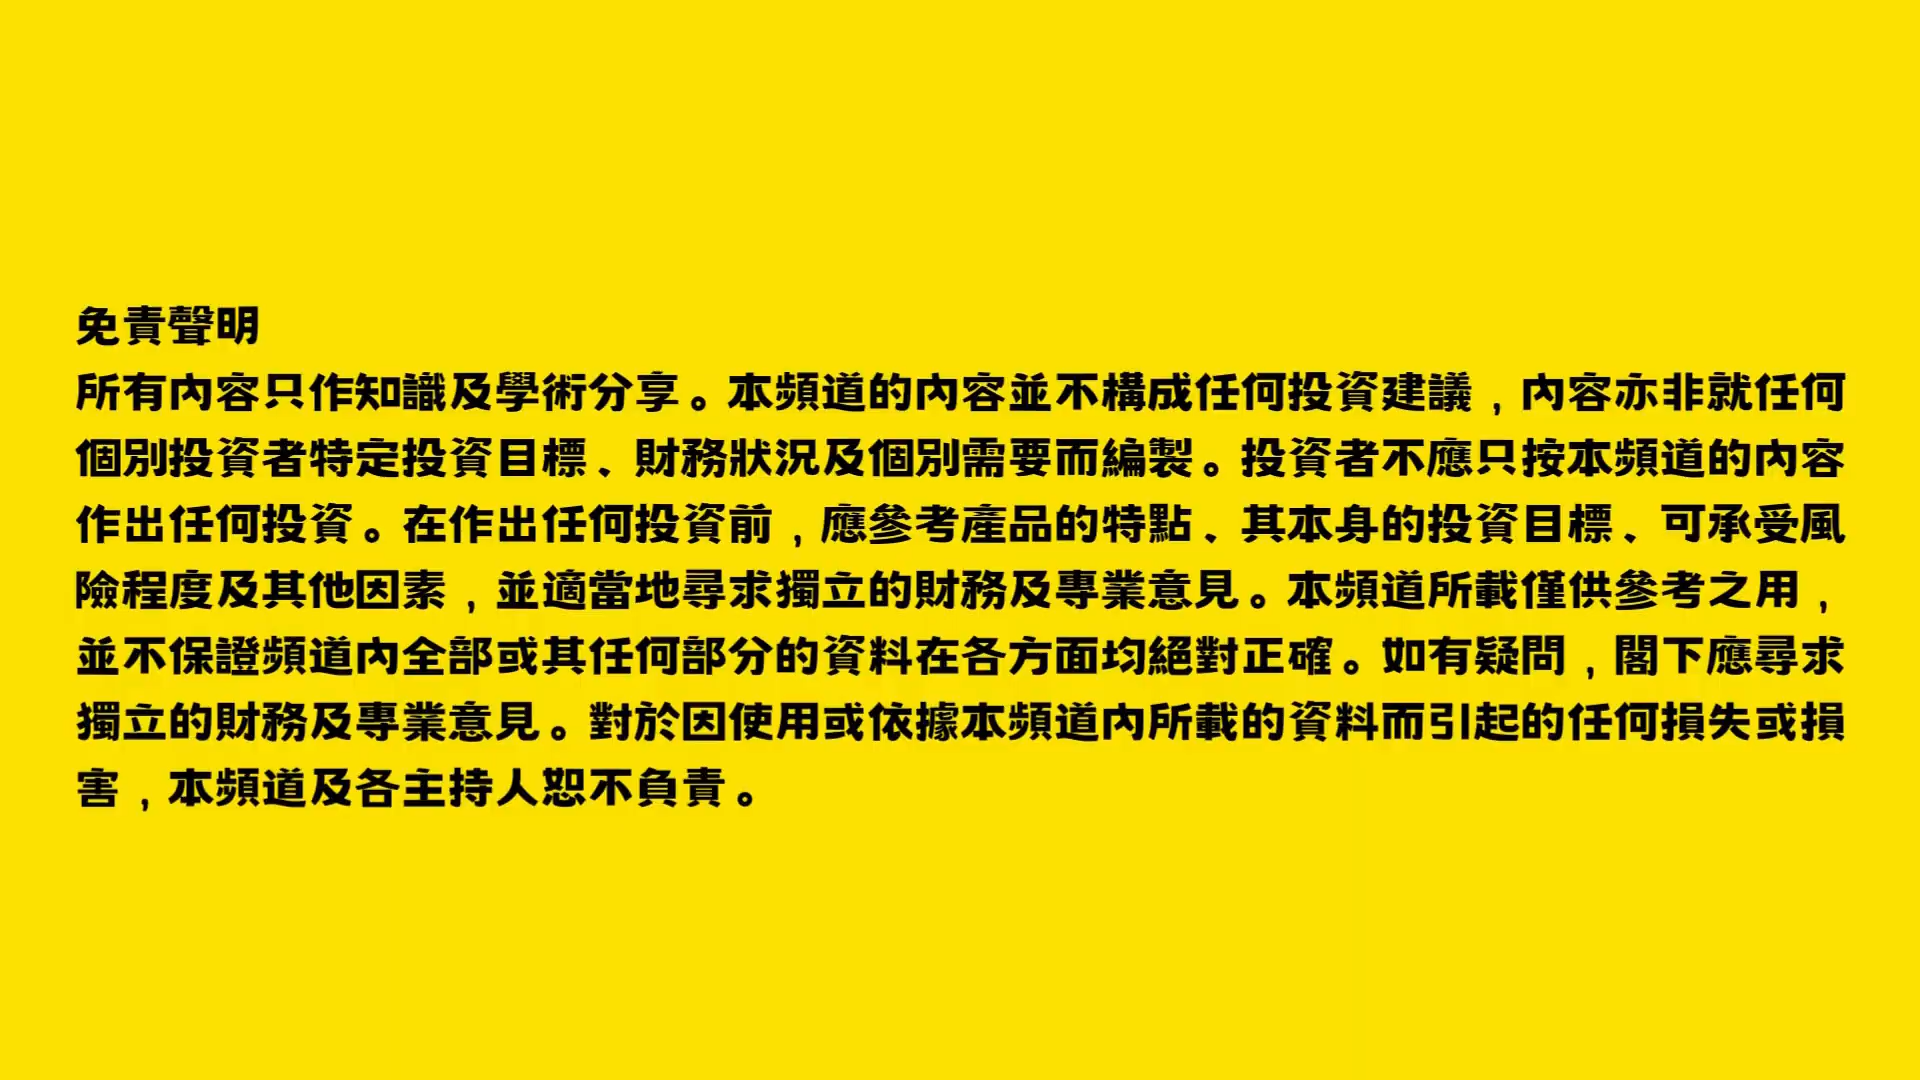 免責聲明
所有內容只作知識及學術分享。本頻道的內容並不構成任何投資建議，內容亦非就任何
個別投資者特定投資目標、財務狀況及個別需要而編製。投資者不應只按本頻道的內容
作出任何投資。在作出任何投資前，應參考產品的特點、其本身的投資目標、可承受風
險程度及其他因素，並適當地尋求獨立的財務及專業意見。本頻道所載僅供參考之用，
並不保證頻道內全部或其任何部分的資料在各方面均絕對正確。如有疑問，閣下應尋求
獨立的財務及專業意見。對於因使用或依據本頻道內所載的資料而引起的任何損失或損
害，本頻道及各主持人恕不負責。